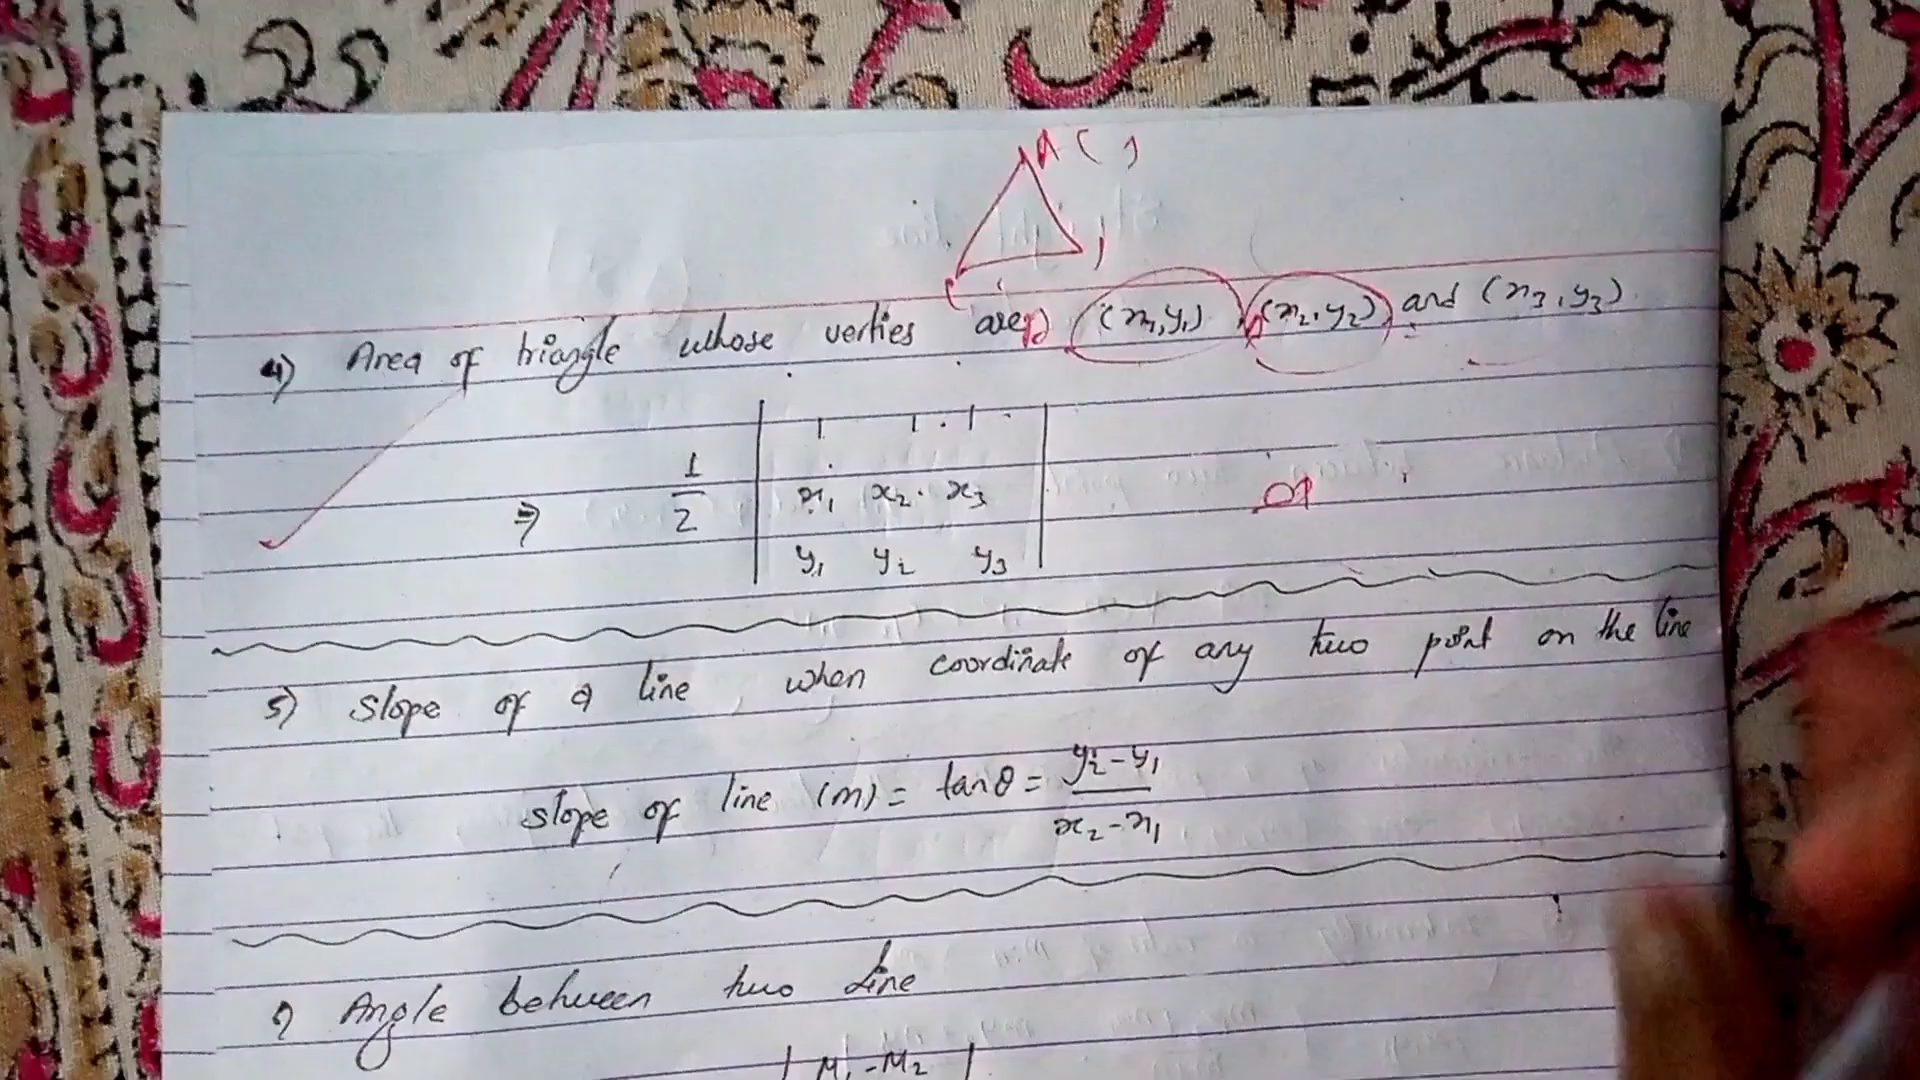 A ( )
4) Area of triangle whose verties are (x1,y1), (x2,y2) and (x3,y3).
⇒ 1/2 | 1 1 1 |
| x1 x2 x3 | or
| y1 y2 y3 |
5) Slope of a line, when coordinate of any two point on the line
slope of line (m) = tanθ = y2-y1 / x2-x1
Angle between two Line
| M1-M2 |